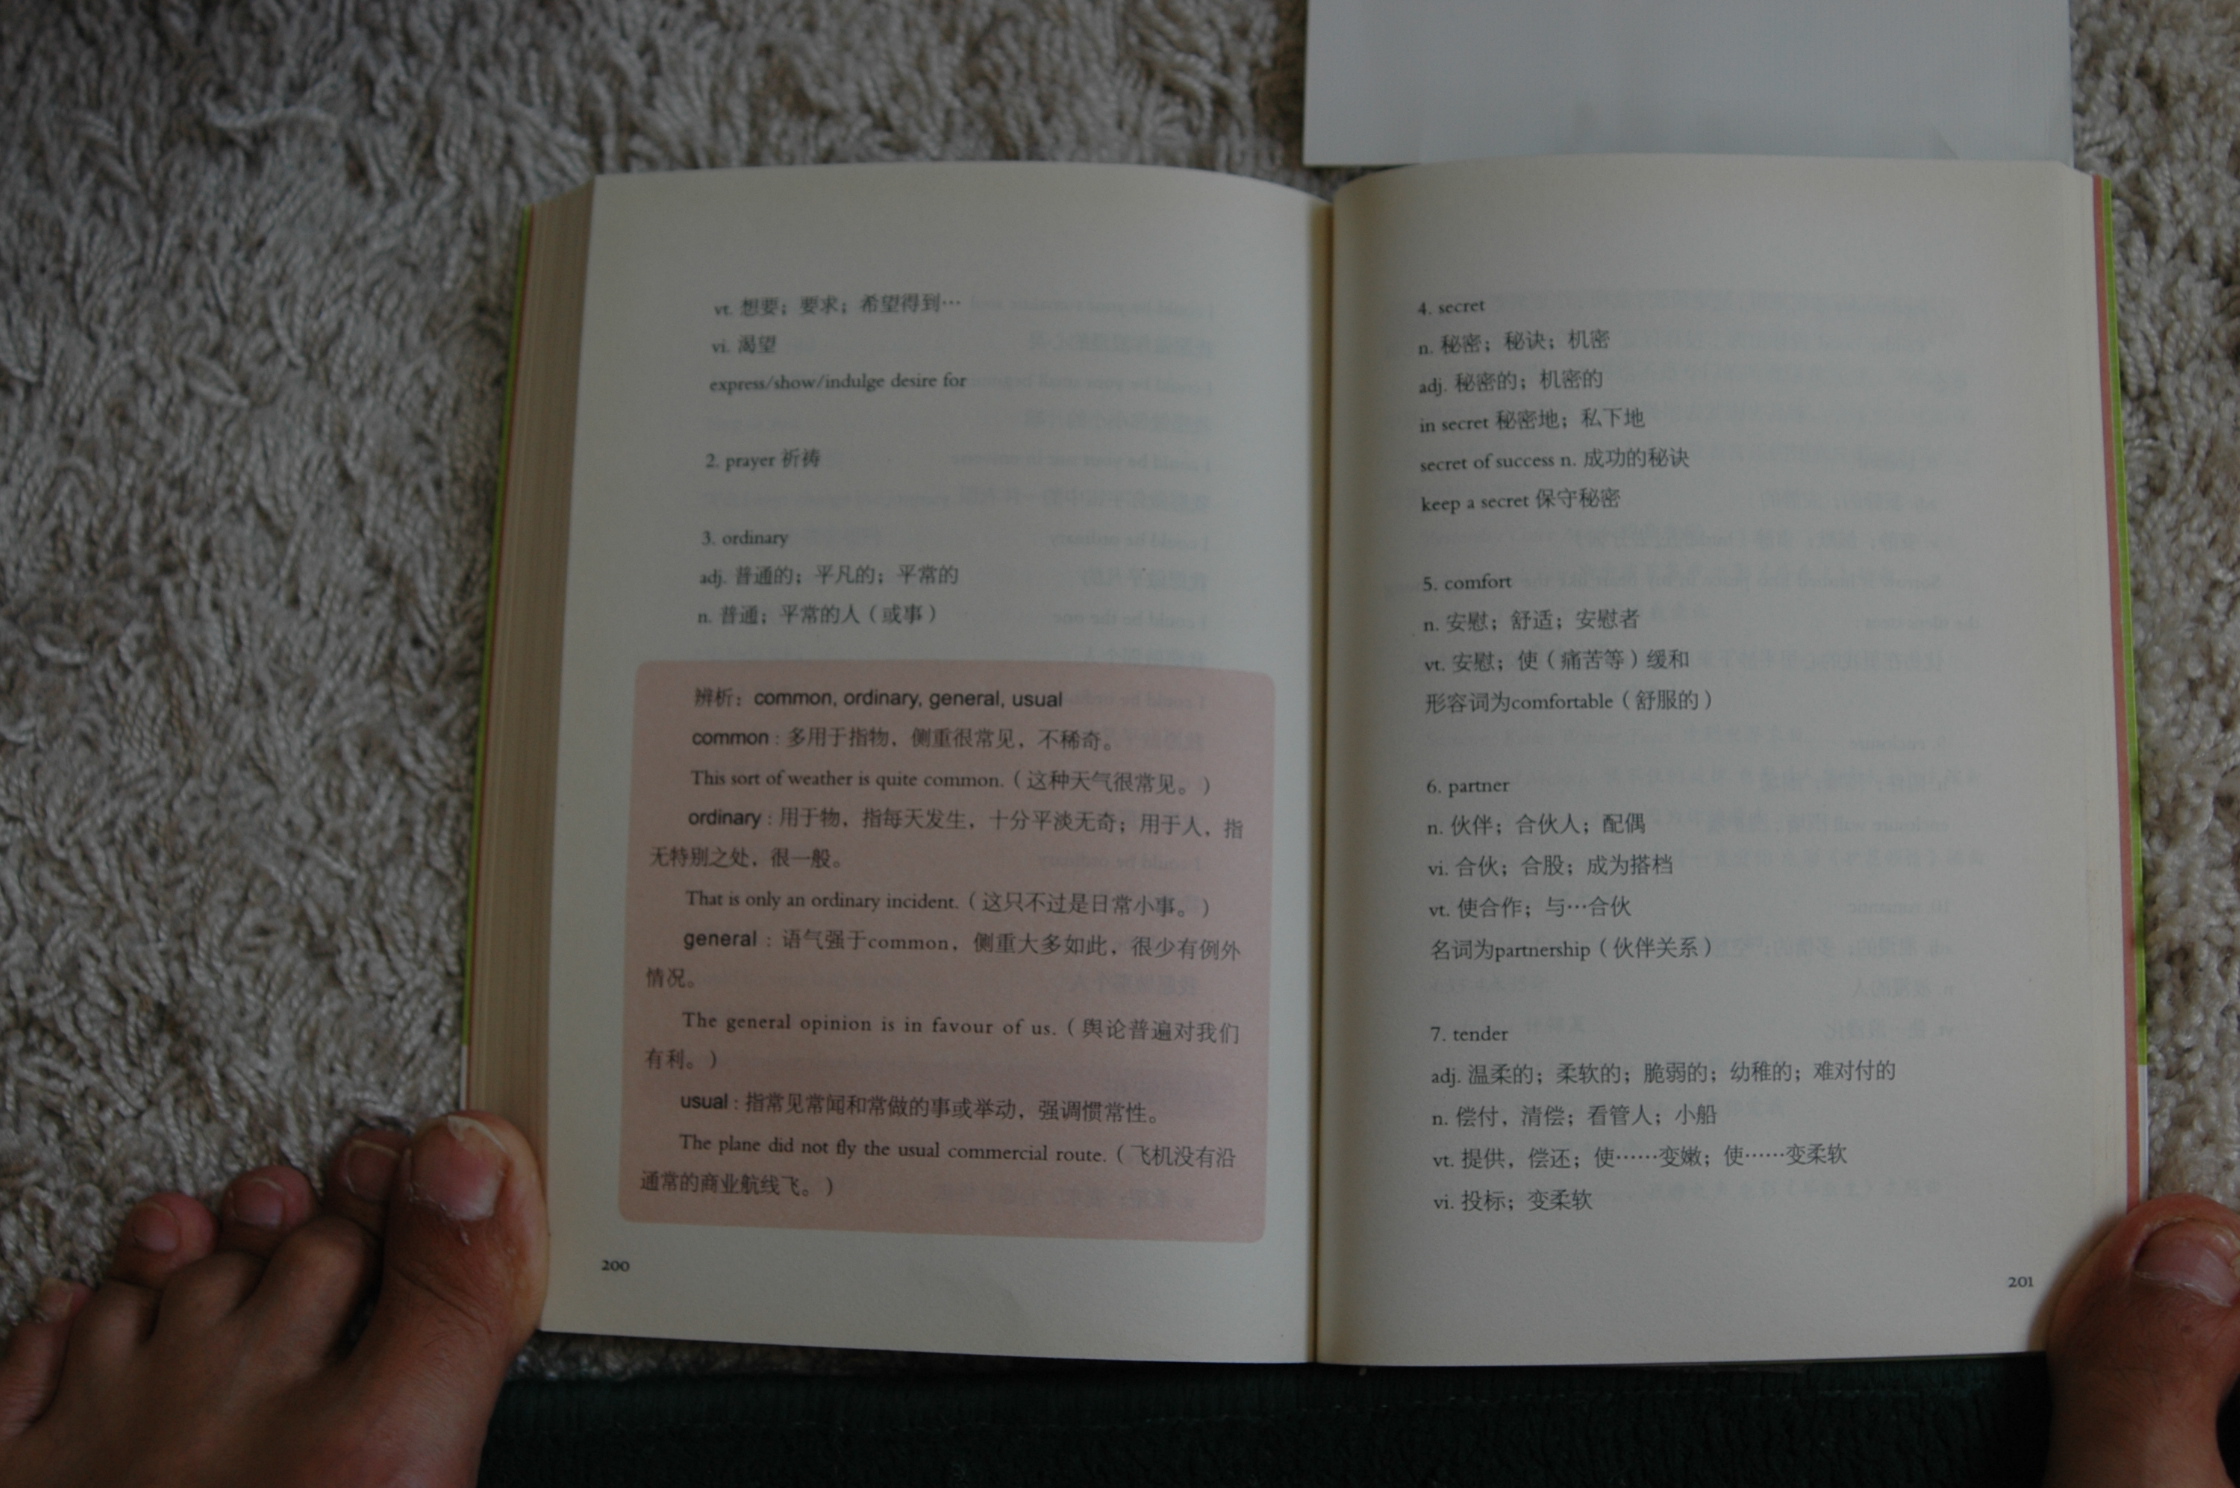 vt. 想要；要求；希望得到…
vi. 渴望
express/show/indulge desire for
2. prayer 祈祷
3. ordinary
adj. 普通的；平凡的；平常的
n. 普通；平常的人（或事）
辨析：common, ordinary, general, usual
common : 多用于指物，侧重很常见，不稀奇。
This sort of weather is quite common.（这种天气很常见。）
ordinary : 用于物，指每天发生，十分平淡无奇；用于人，指
无特别之处，很一般。
That is only an ordinary incident.（这只不过是日常小事。）
general : 语气强于common，侧重大多如此，很少有例外
情况。
The general opinion is in favour of us.（舆论普遍对我们
有利。）
usual : 指常见常闻和常做的事或举动，强调惯常性。
The plane did not fly the usual commercial route.（飞机没有沿
通常的商业航线飞。）
200
4. secret
n. 秘密；秘诀；机密
adj. 秘密的；机密的
in secret 秘密地；私下地
secret of success n. 成功的秘诀
keep a secret 保守秘密
5. comfort
n. 安慰；舒适；安慰者
vt. 安慰；使（痛苦等）缓和
形容词为comfortable（舒服的）
6. partner
n. 伙伴；合伙人；配偶
vi. 合伙；合股；成为搭档
vt. 使合作；与…合伙
名词为partnership（伙伴关系）
7. tender
adj. 温柔的；柔软的；脆弱的；幼稚的；难对付的
n. 偿付，清偿；看管人；小船
vt. 提供，偿还；使……变嫩；使……变柔软
vi. 投标；变柔软
201